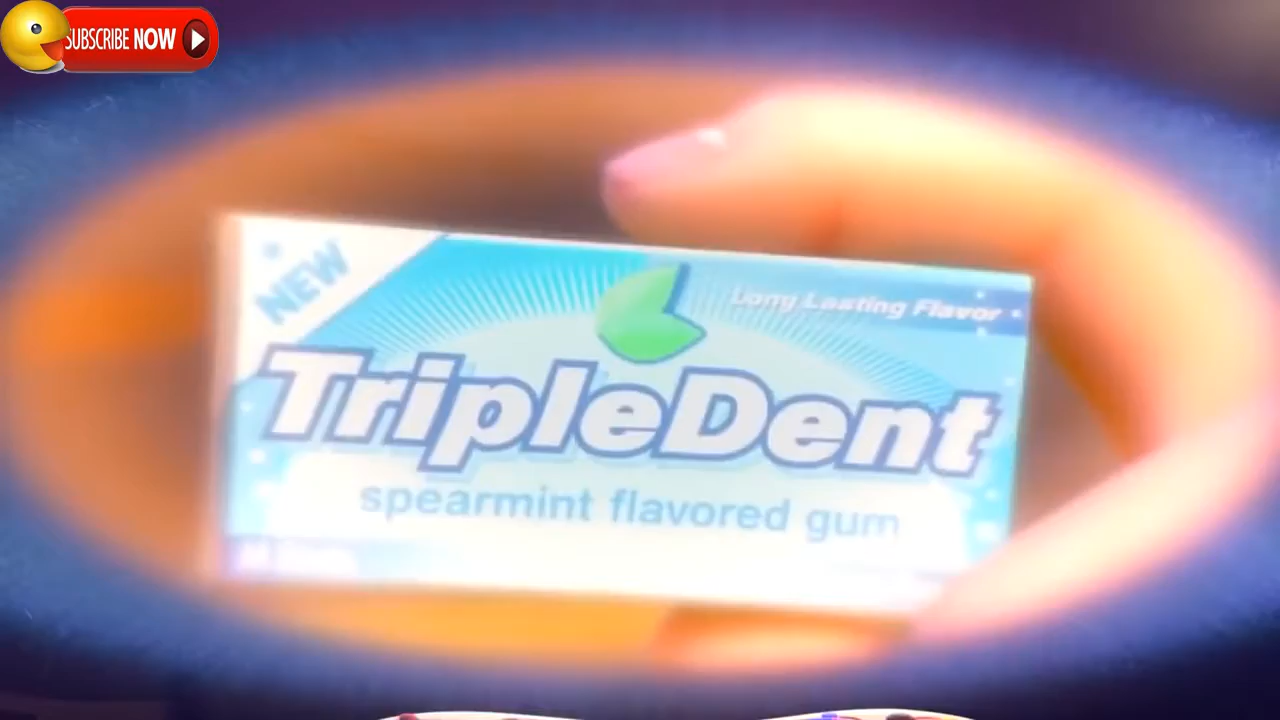 SUBSCRIBE NOW
NEW
Long Lasting Flavor
TripleDent
spearmint flavored gum